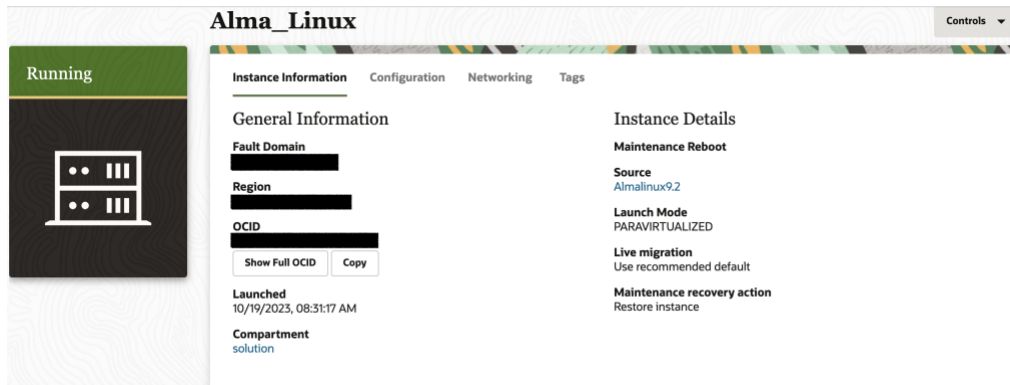 Alma_Linux
Controls
Running
Instance Information Configuration Networking Tags
General Information
Fault Domain
Region
OCID
Show Full OCID Copy
Launched
10/19/2023, 08:31:17 AM
Compartment
solution
Instance Details
Maintenance Reboot
Source
Almalinux9.2
Launch Mode
PARAVIRTUALIZED
Live migration
Use recommended default
Maintenance recovery action
Restore instance